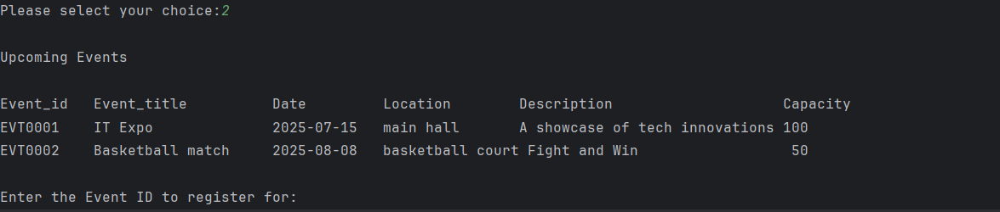 Please select your choice:2
Upcoming Events
Event_id   Event_title          Date         Location        Description                    Capacity
EVT0001    IT Expo              2025-07-15   main hall       A showcase of tech innovations 100
EVT0002    Basketball match     2025-08-08   basketball court Fight and Win                  50
Enter the Event ID to register for: